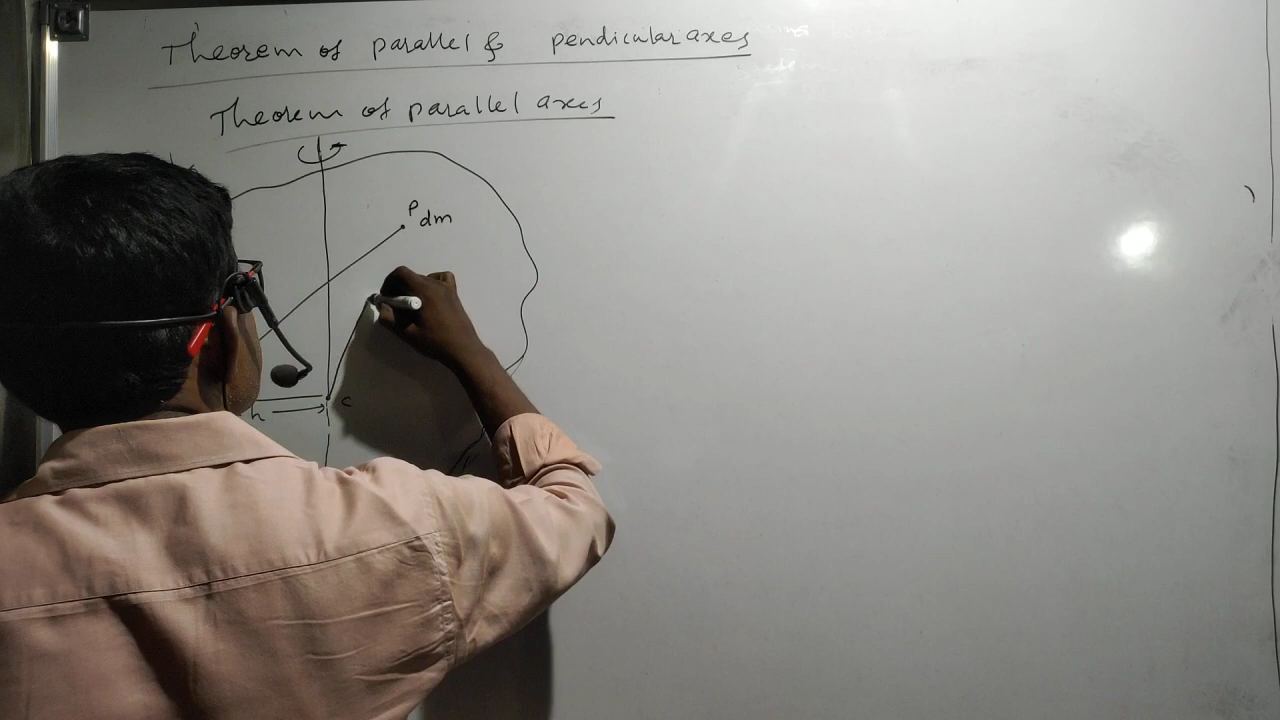 Theorem of parallel & pendicular axes
Theorem of parallel axes
P
dm
h
c